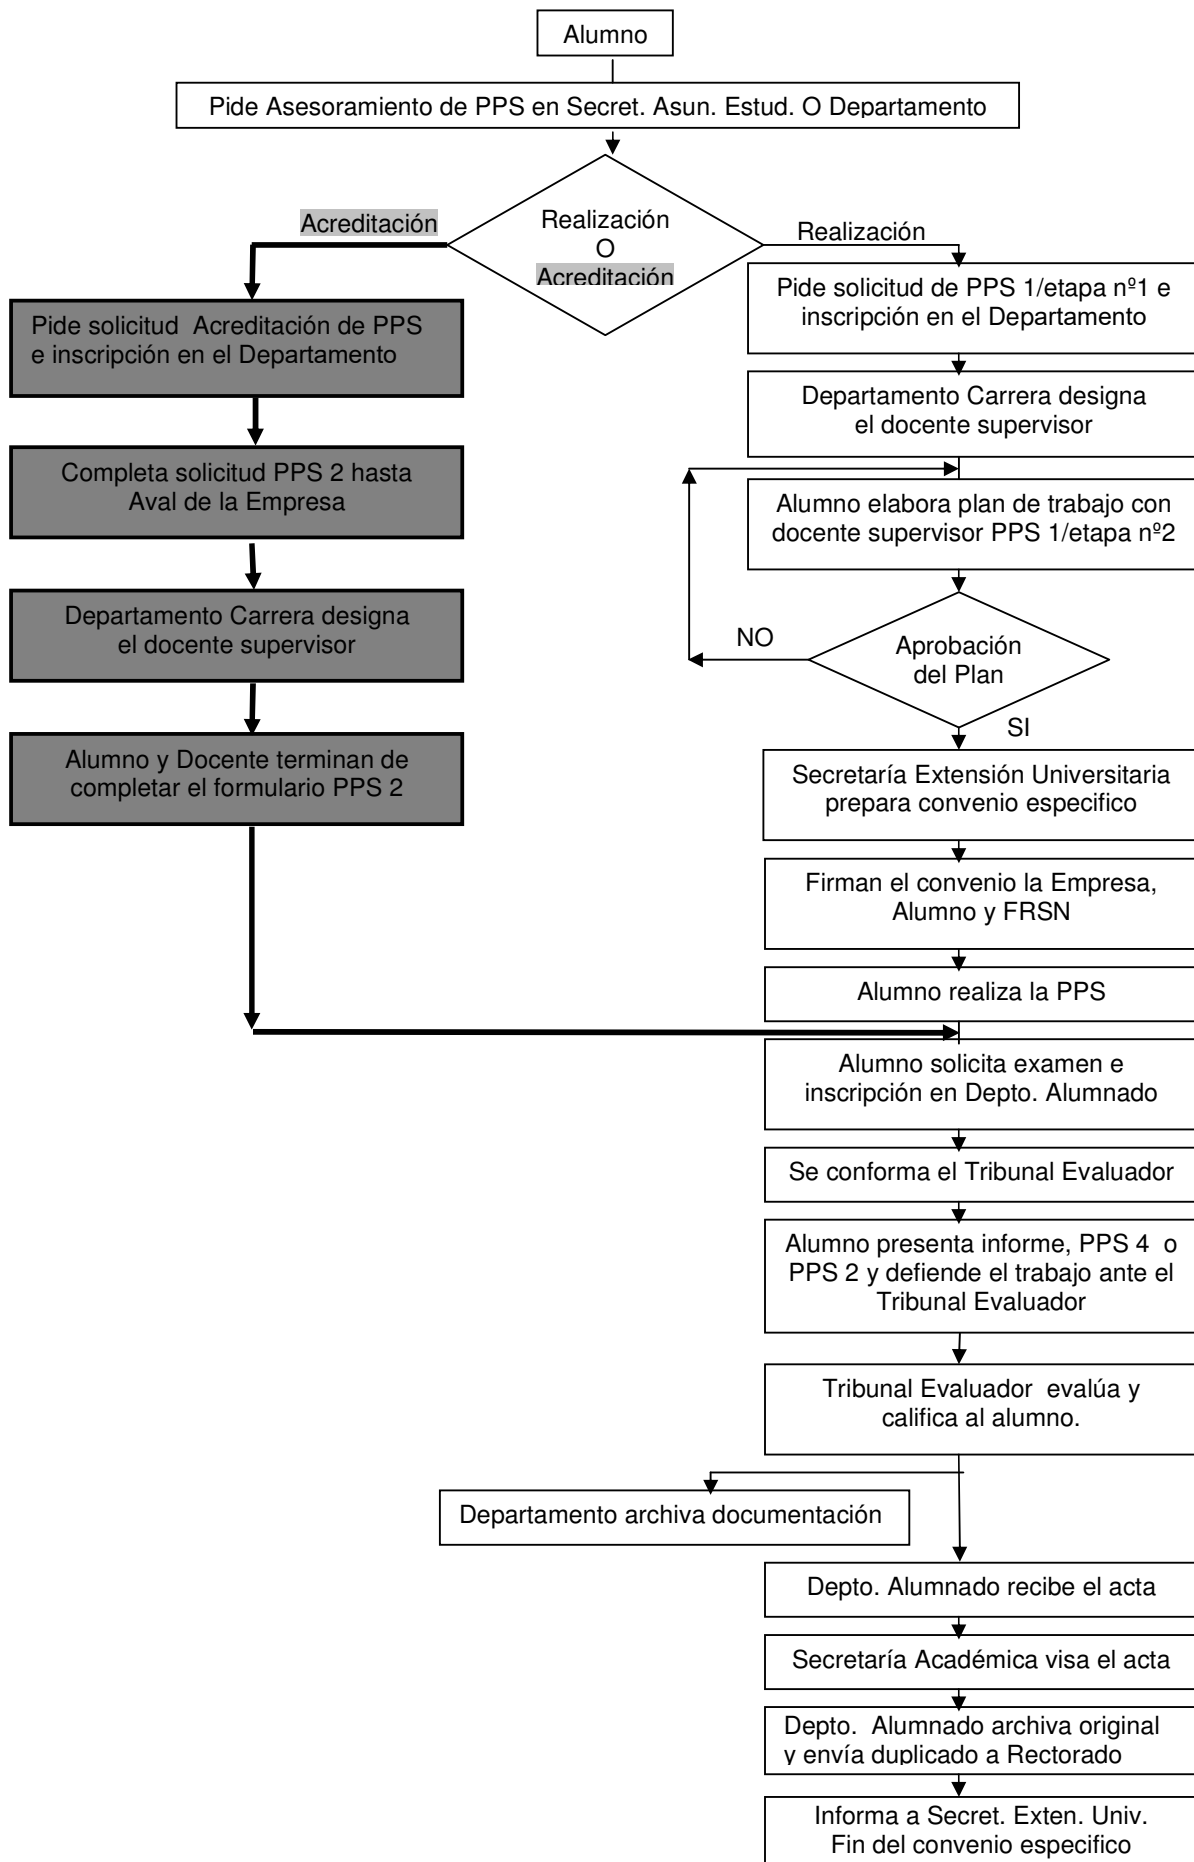 Alumno
Pide Asesoramiento de PPS en Secret. Asun. Estud. O Departamento
Realización
O
Acreditación
Acreditación
Pide solicitud Acreditación de PPS
e inscripción en el Departamento
Completa solicitud PPS 2 hasta
Aval de la Empresa
Departamento Carrera designa
el docente supervisor
Alumno y Docente terminan de
completar el formulario PPS 2
Realización
Pide solicitud de PPS 1/etapa nº1 e
inscripción en el Departamento
Departamento Carrera designa
el docente supervisor
Alumno elabora plan de trabajo con
docente supervisor PPS 1/etapa nº2
Aprobación
del Plan
NO
SI
Secretaría Extensión Universitaria
prepara convenio especifico
Firman el convenio la Empresa,
Alumno y FRSN
Alumno realiza la PPS
Alumno solicita examen e
inscripción en Depto. Alumnado
Se conforma el Tribunal Evaluador
Alumno presenta informe, PPS 4 o
PPS 2 y defiende el trabajo ante el
Tribunal Evaluador
Tribunal Evaluador evalúa y
califica al alumno.
Departamento archiva documentación
Depto. Alumnado recibe el acta
Secretaría Académica visa el acta
Depto. Alumnado archiva original
y envía duplicado a Rectorado
Informa a Secret. Exten. Univ.
Fin del convenio especifico